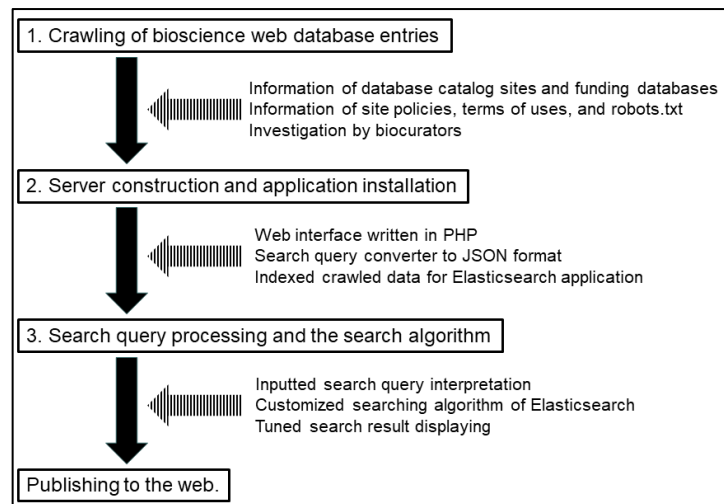 1. Crawling of bioscience web database entries
Information of database catalog sites and funding databases
Information of site policies, terms of uses, and robots.txt
Investigation by biocurators
2. Server construction and application installation
Web interface written in PHP
Search query converter to JSON format
Indexed crawled data for Elasticsearch application
3. Search query processing and the search algorithm
Inputted search query interpretation
Customized searching algorithm of Elasticsearch
Tuned search result displaying
Publishing to the web.